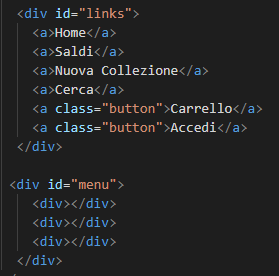 <div id="links">
<a>Home</a>
<a>Saldi</a>
<a>Nuova Collezione</a>
<a>Cerca</a>
<a class="button">Carrello</a>
<a class="button">Accedi</a>
</div>
<div id="menu">
<div></div>
<div></div>
<div></div>
</div>